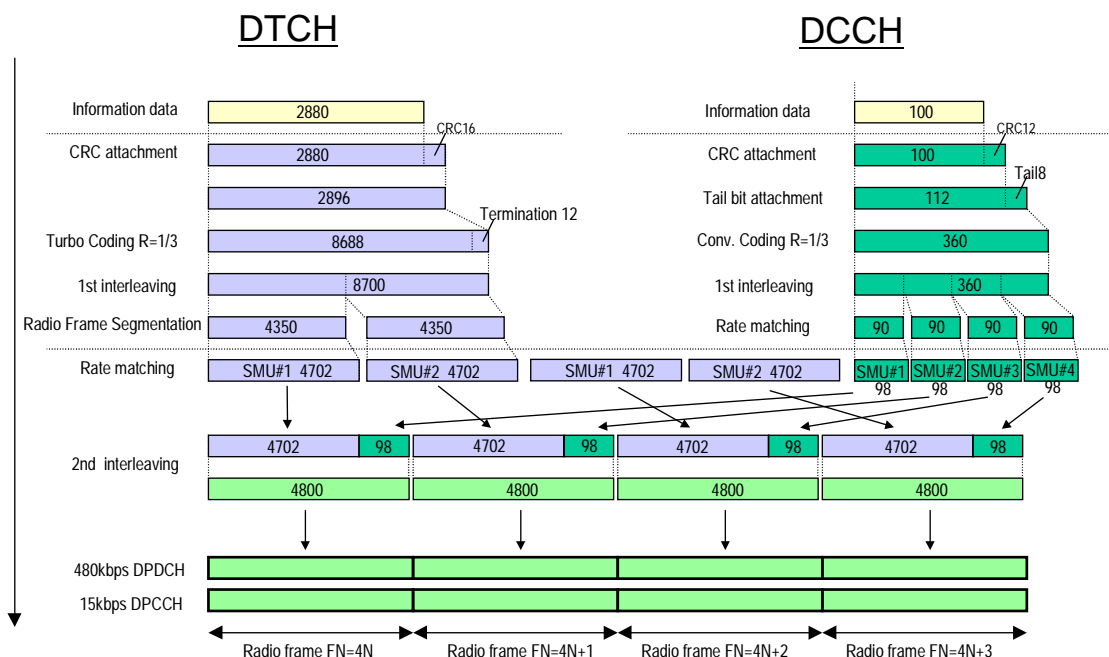 DTCH DCCH
Information data 2880 Information data 100
CRC16 CRC12
CRC attachment 2880 CRC attachment 100
Tail8
2896 Tail bit attachment 112
Termination 12
Turbo Coding R=1/3 8688 Conv. Coding R=1/3 360
1st interleaving 8700 1st interleaving 360
Radio Frame Segmentation 4350 4350 Rate matching 90 90 90 90
Rate matching SMU#1 4702 SMU#2 4702 SMU#1 4702 SMU#2 4702 SMU#1 SMU#2 SMU#3 SMU#4
98 98 98 98
4702 98 4702 98 4702 98 4702 98
2nd interleaving
4800 4800 4800 4800
480kbps DPDCH
15kbps DPCCH
Radio frame FN=4N Radio frame FN=4N+1 Radio frame FN=4N+2 Radio frame FN=4N+3